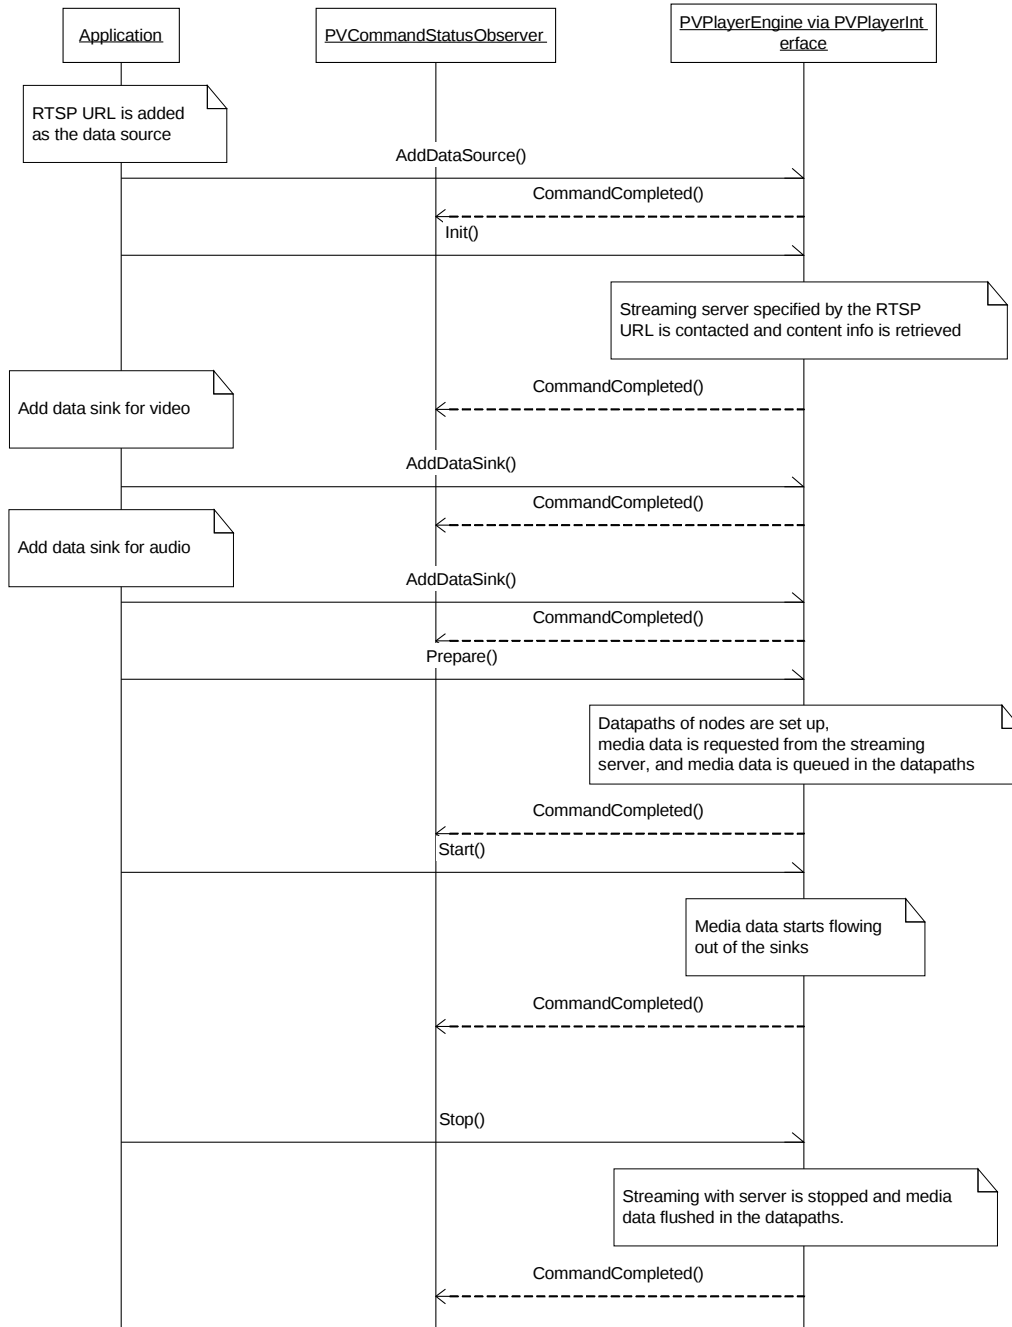 Application
PVCommandStatusObserver
PVPlayerEngine via PVPlayerInt
erface
RTSP URL is added
as the data source
AddDataSource()
CommandCompleted()
Init()
Streaming server specified by the RTSP
URL is contacted and content info is retrieved
CommandCompleted()
Add data sink for video
AddDataSink()
CommandCompleted()
Add data sink for audio
AddDataSink()
CommandCompleted()
Prepare()
Datapaths of nodes are set up,
media data is requested from the streaming
server, and media data is queued in the datapaths
CommandCompleted()
Start()
Media data starts flowing
out of the sinks
CommandCompleted()
Stop()
Streaming with server is stopped and media
data flushed in the datapaths.
CommandCompleted()